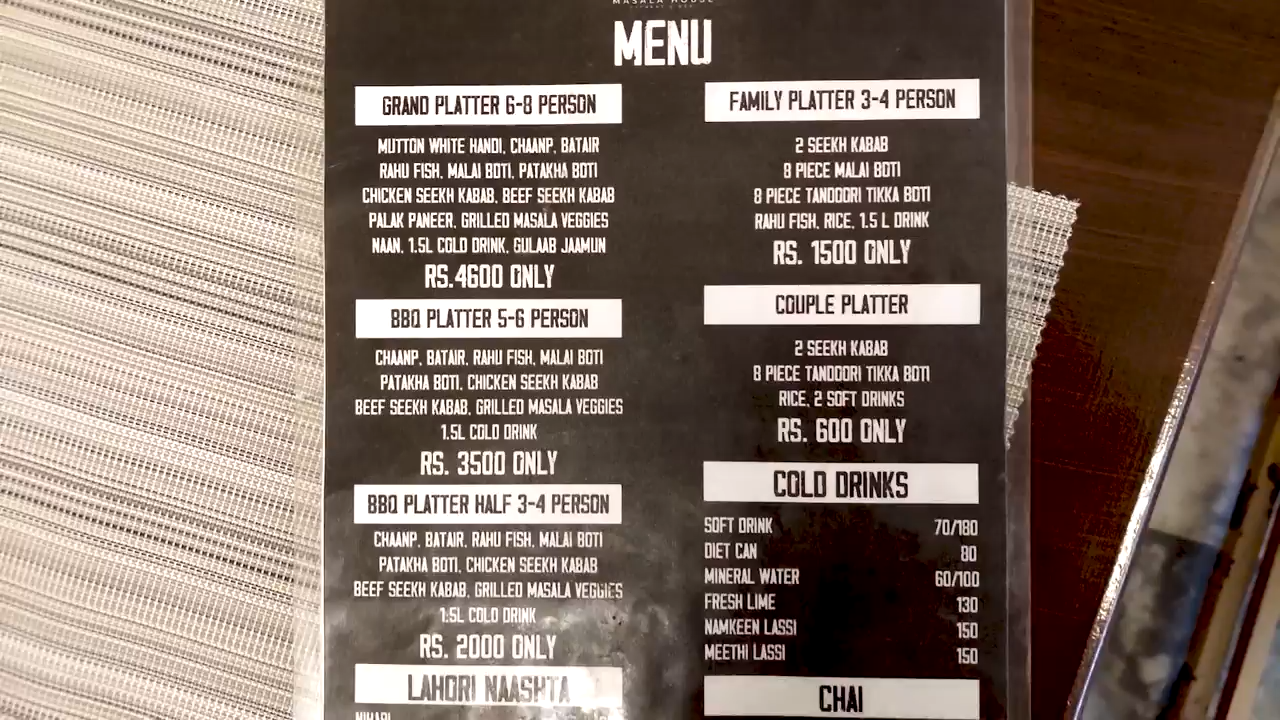 MASALA HOUSE
MENU
GRAND PLATTER 6-8 PERSON
MUTTON WHITE HANDI, CHAANP, BATAIR
RAHU FISH, MALAI BOTI, PATAKHA BOTI
CHICKEN SEEKH KABAB, BEEF SEEKH KABAB
PALAK PANEER, GRILLED MASALA VEGGIES
NAAN, 1.5L COLD DRINK, GULAAB JAAMUN
RS.4600 ONLY
BBQ PLATTER 5-6 PERSON
CHAANP, BATAIR, RAHU FISH, MALAI BOTI
PATAKHA BOTI, CHICKEN SEEKH KABAB
BEEF SEEKH KABAB, GRILLED MASALA VEGGIES
1.5L COLD DRINK
RS. 3500 ONLY
BBQ PLATTER HALF 3-4 PERSON
CHAANP, BATAIR, RAHU FISH, MALAI BOTI
PATAKHA BOTI, CHICKEN SEEKH KABAB
BEEF SEEKH KABAB, GRILLED MASALA VEGGIES
1.5L COLD DRINK
RS. 2000 ONLY
LAHORI NAASHTA
NIHARI
FAMILY PLATTER 3-4 PERSON
2 SEEKH KABAB
8 PIECE MALAI BOTI
8 PIECE TANDOORI TIKKA BOTI
RAHU FISH, RICE, 1.5 L DRINK
RS. 1500 ONLY
COUPLE PLATTER
2 SEEKH KABAB
8 PIECE TANDOORI TIKKA BOTI
RICE, 2 SOFT DRINKS
RS. 600 ONLY
COLD DRINKS
SOFT DRINK 70/180
DIET CAN 80
MINERAL WATER 60/100
FRESH LIME 130
NAMKEEN LASSI 150
MEETHI LASSI 150
CHAI